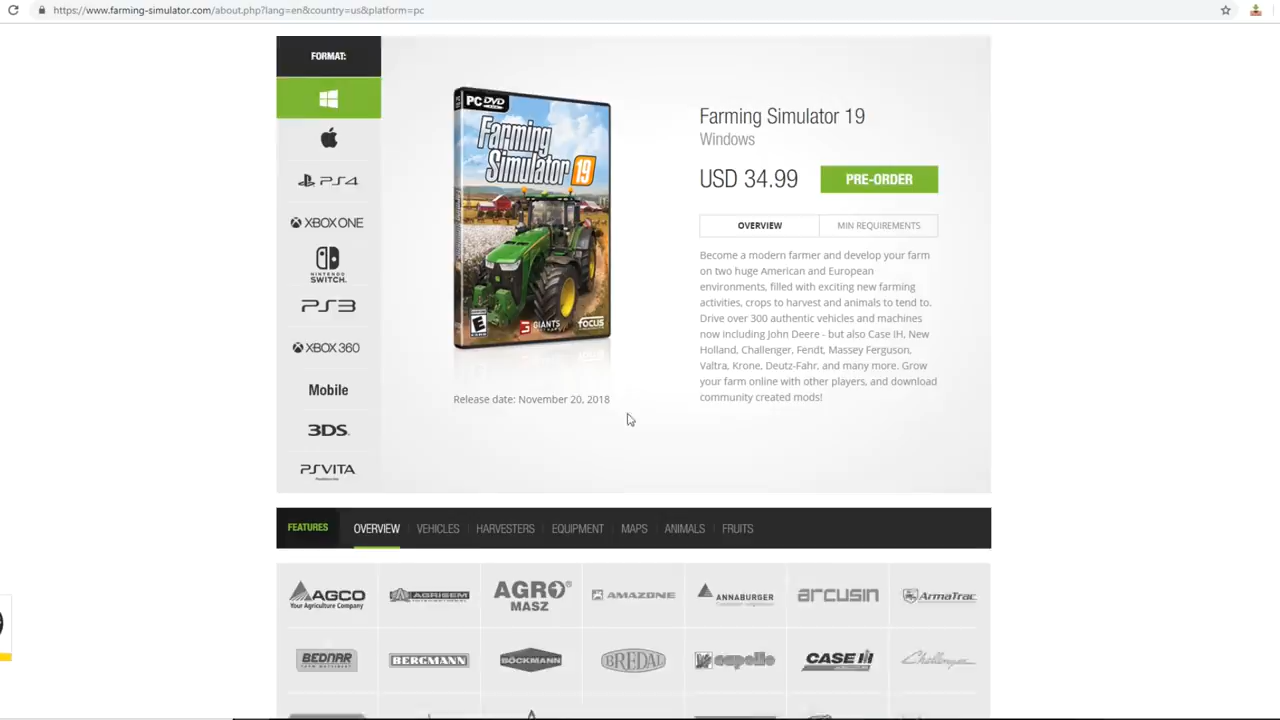 https://www.farming-simulator.com/about.php?lang=en&country=us&platform=pc
FORMAT:
PS4
XBOX ONE
NINTENDO
SWITCH.
PS3
XBOX 360
Mobile
3DS.
PSVITA
PC DVD
Farming
Simulator 19
GIANTS
FOCUS
Release date: November 20, 2018
Farming Simulator 19
Windows
USD 34.99
PRE-ORDER
OVERVIEW
MIN REQUIREMENTS
Become a modern farmer and develop your farm
on two huge American and European
environments, filled with exciting new farming
activities, crops to harvest and animals to tend to.
Drive over 300 authentic vehicles and machines
now including John Deere - but also Case IH, New
Holland, Challenger, Fendt, Massey Ferguson,
Valtra, Krone, Deutz-Fahr, and many more. Grow
your farm online with other players, and download
community created mods!
FEATURES
OVERVIEW
VEHICLES
HARVESTERS
EQUIPMENT
MAPS
ANIMALS
FRUITS
AGCO
Your Agriculture Company
AGRISEM
AGRO®
MASZ
AMAZONE
ANNABURGER
arcusin
ArmaTrac
BEDNAR
BERGMANN
BÖCKMANN
BREDAL
capello
CASE IH
Challenger